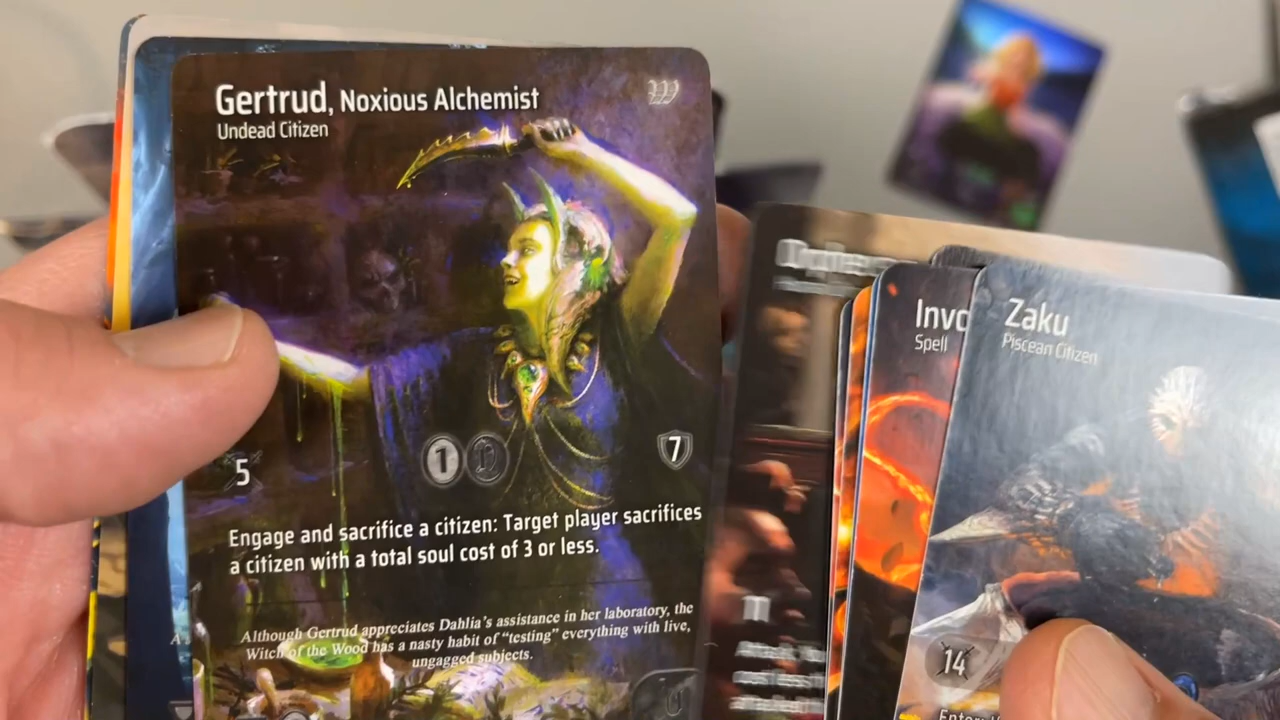 Gertrud, Noxious Alchemist
Undead Citizen
5
1
7
Engage and sacrifice a citizen: Target player sacrifices
a citizen with a total soul cost of 3 or less.
Although Gertrud appreciates Dahlia's assistance in her laboratory, the
Witch of the Wood has a nasty habit of “testing” everything with live,
ungagged subjects.
Invo
Spell
Zaku
Piscean Citizen
14